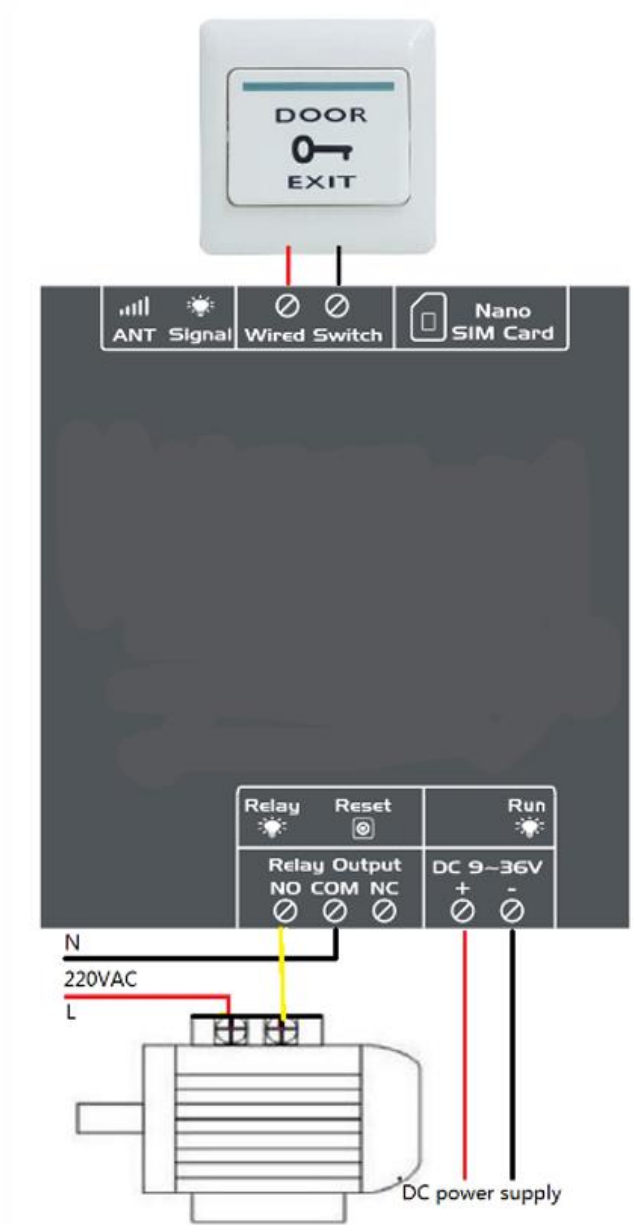 DOOR
EXIT
ANT Signal
Wired Switch
Nano
SIM Card
Relay Reset
Run
Relay Output
NO COM NC
DC 9~36V
+ -
N
220VAC
L
DC power supply